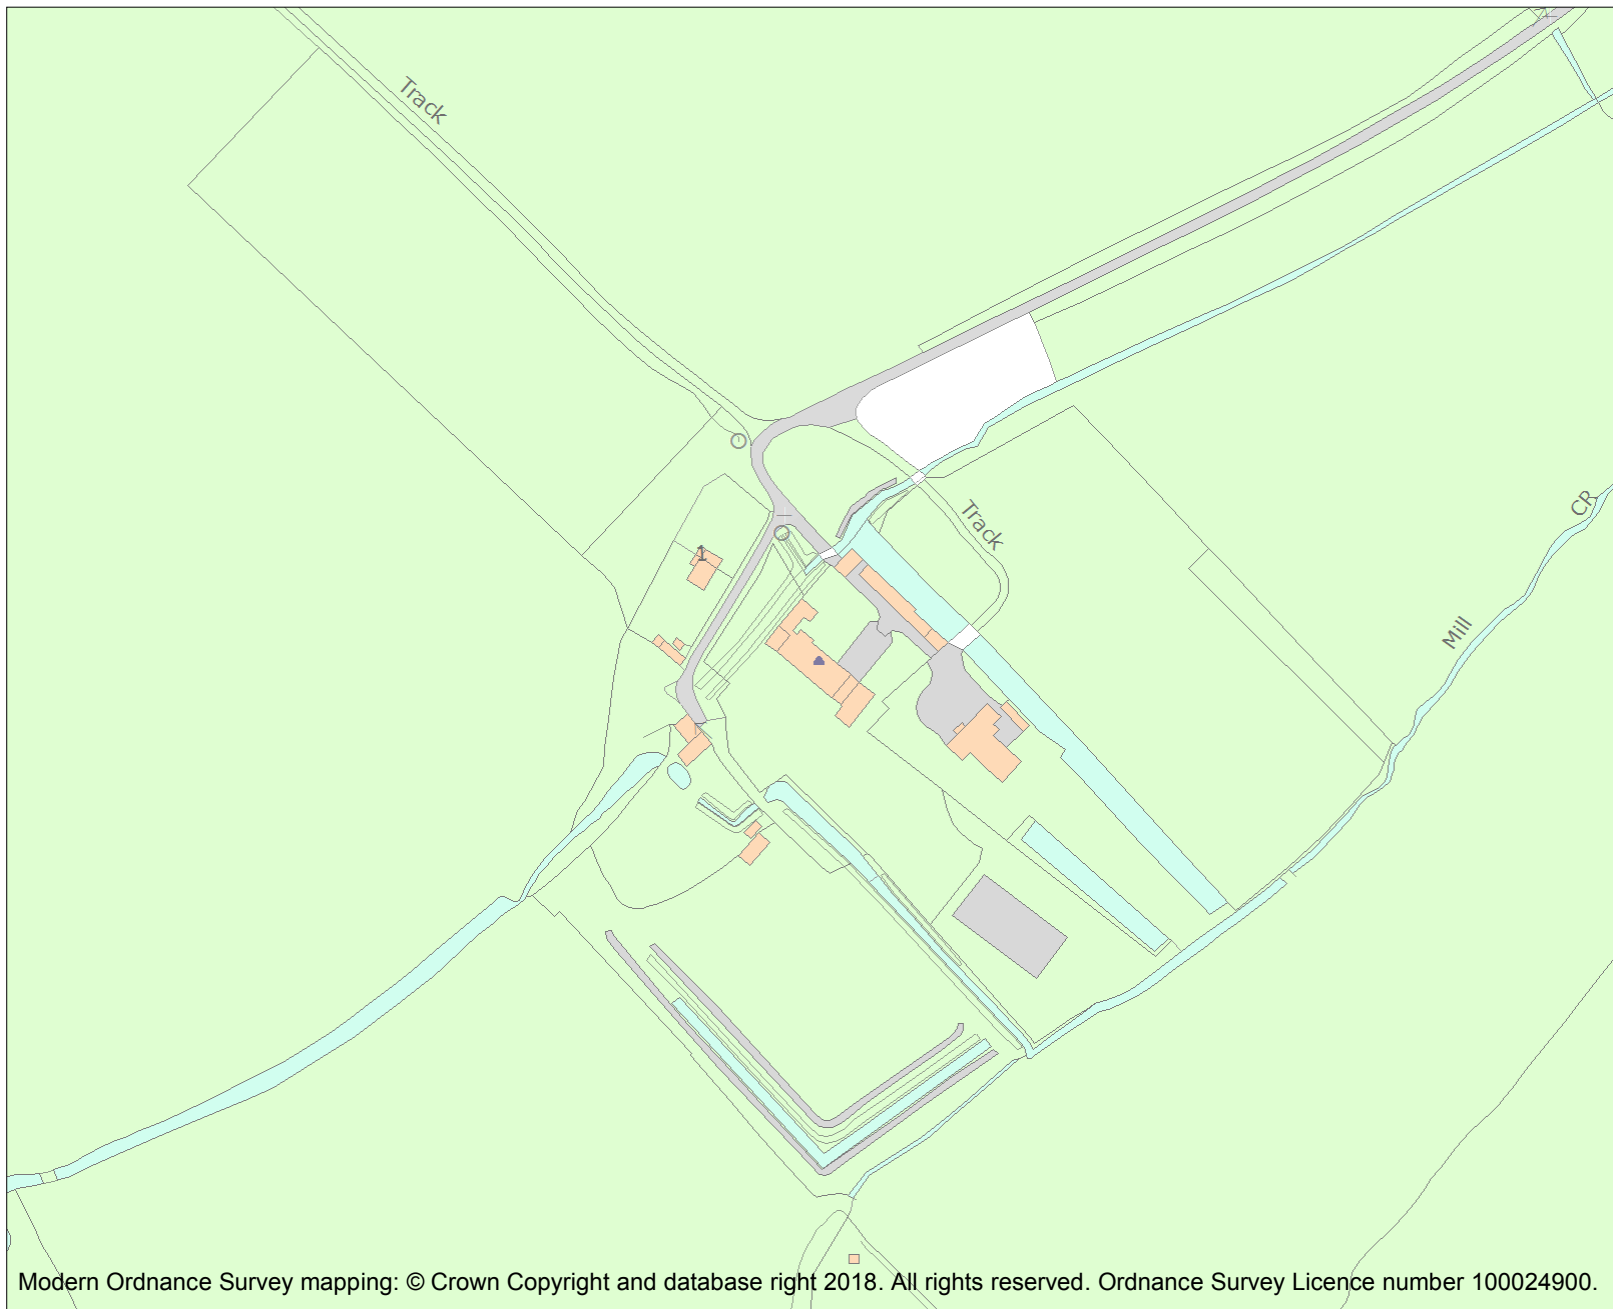 Track
Track
CR
Mill
1
Modern Ordnance Survey mapping: © Crown Copyright and database right 2018. All rights reserved. Ordnance Survey Licence number 100024900.